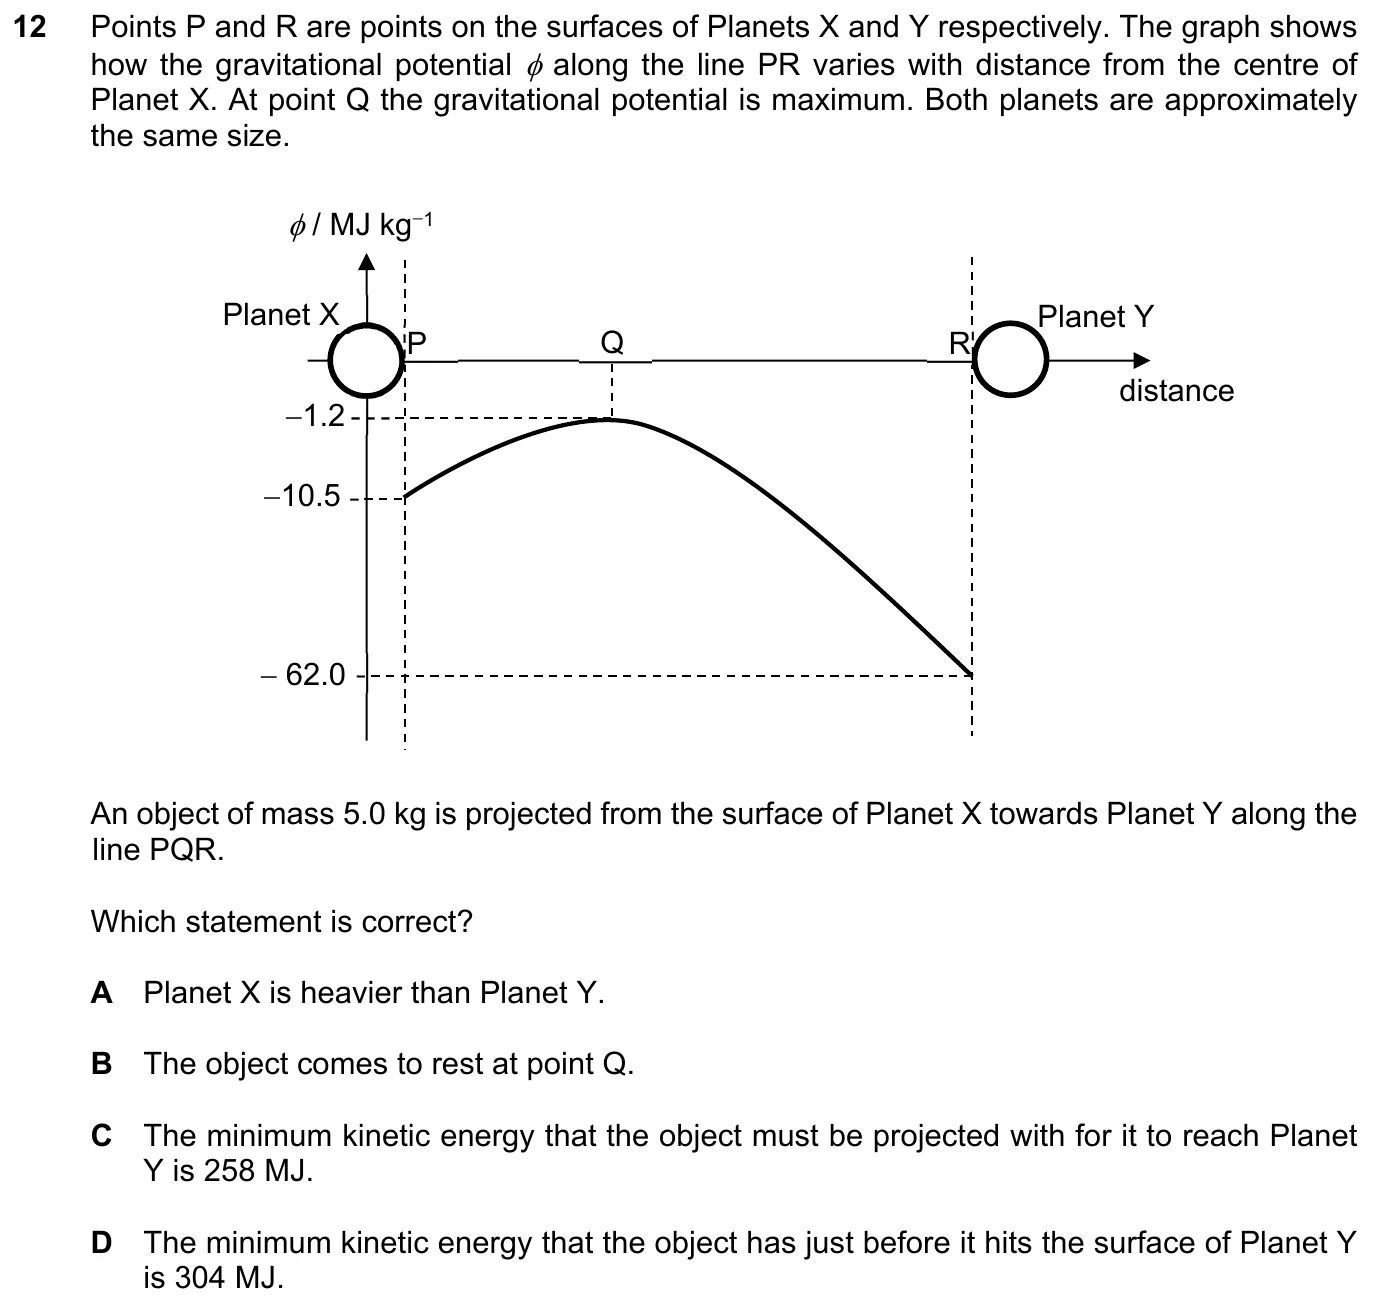 12 Points P and R are points on the surfaces of Planets X and Y respectively. The graph shows
how the gravitational potential ϕ along the line PR varies with distance from the centre of
Planet X. At point Q the gravitational potential is maximum. Both planets are approximately
the same size.
ϕ / MJ kg⁻¹
Planet X
Planet Y
P
Q
R
distance
−1.2
−10.5
− 62.0
An object of mass 5.0 kg is projected from the surface of Planet X towards Planet Y along the
line PQR.
Which statement is correct?
A Planet X is heavier than Planet Y.
B The object comes to rest at point Q.
C The minimum kinetic energy that the object must be projected with for it to reach Planet
Y is 258 MJ.
D The minimum kinetic energy that the object has just before it hits the surface of Planet Y
is 304 MJ.